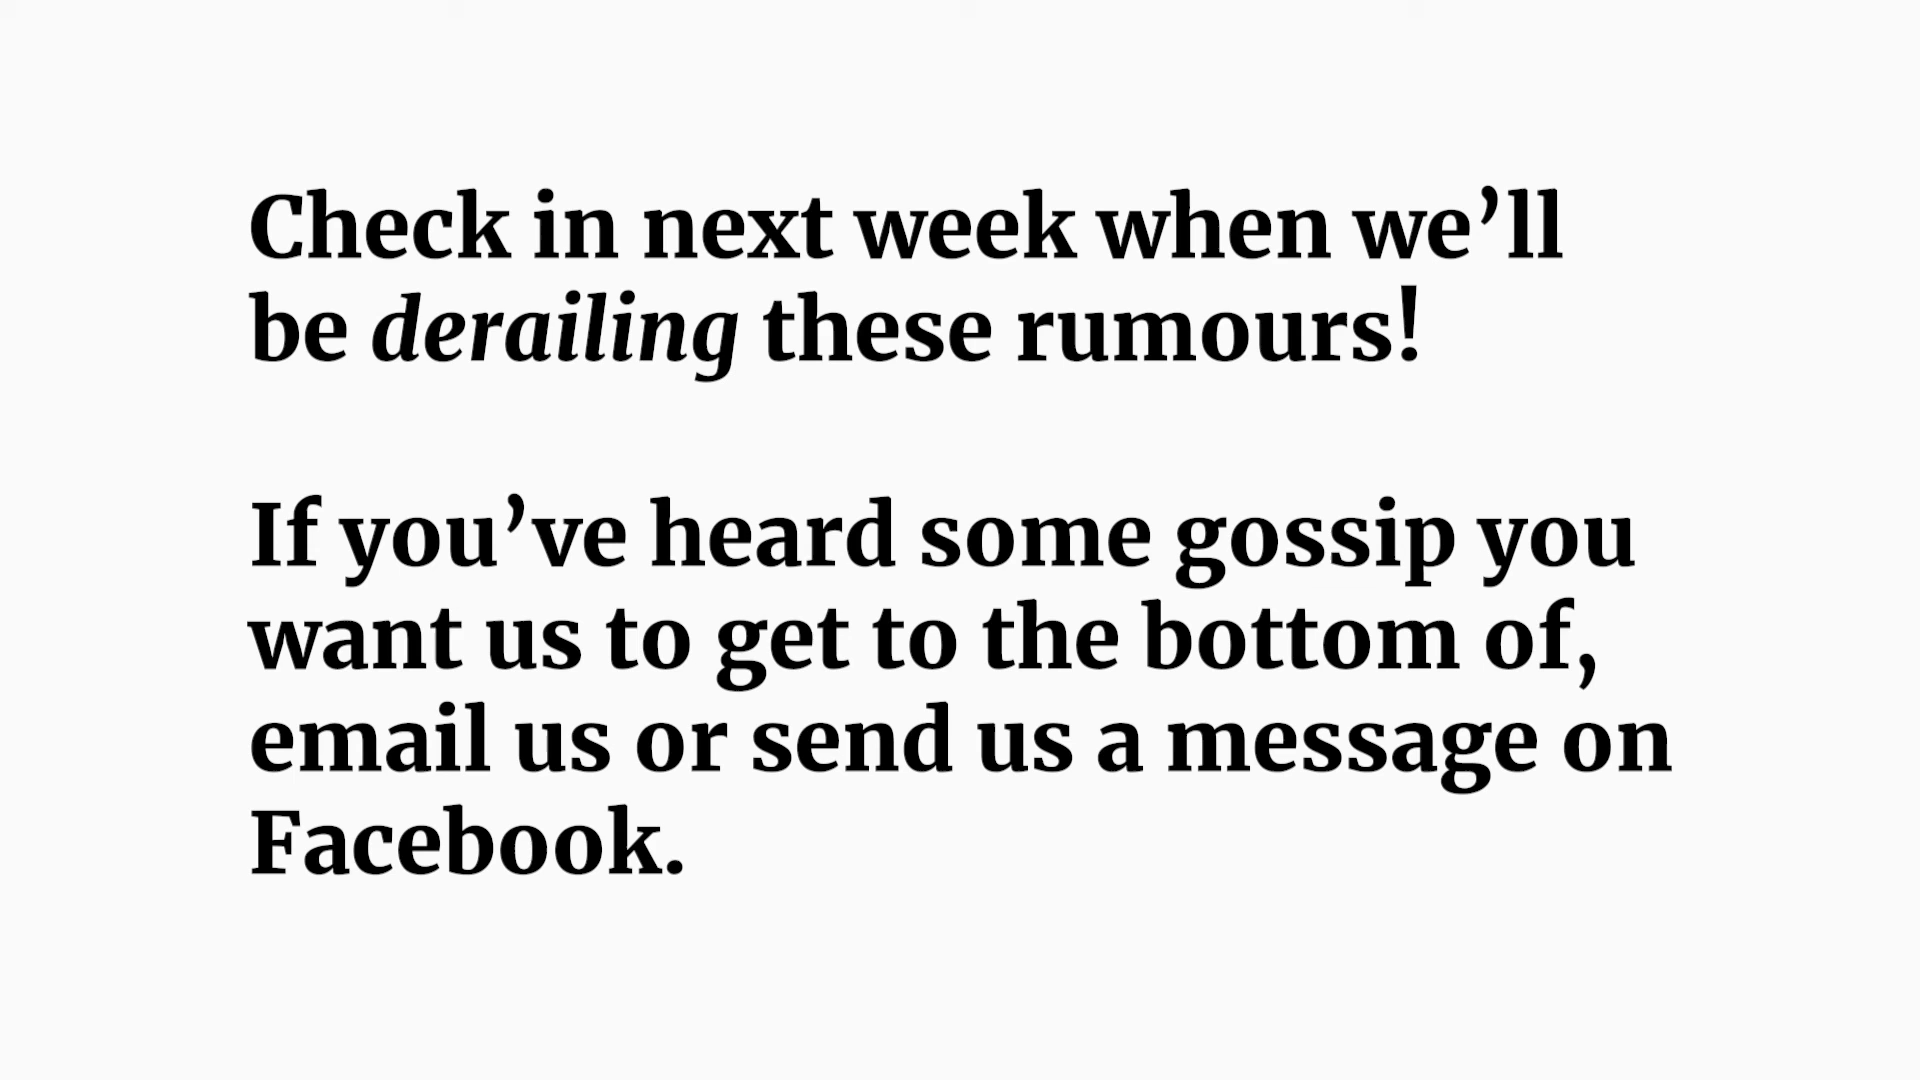 Check in next week when we’ll
be derailing these rumours!
If you’ve heard some gossip you
want us to get to the bottom of,
email us or send us a message on
Facebook.